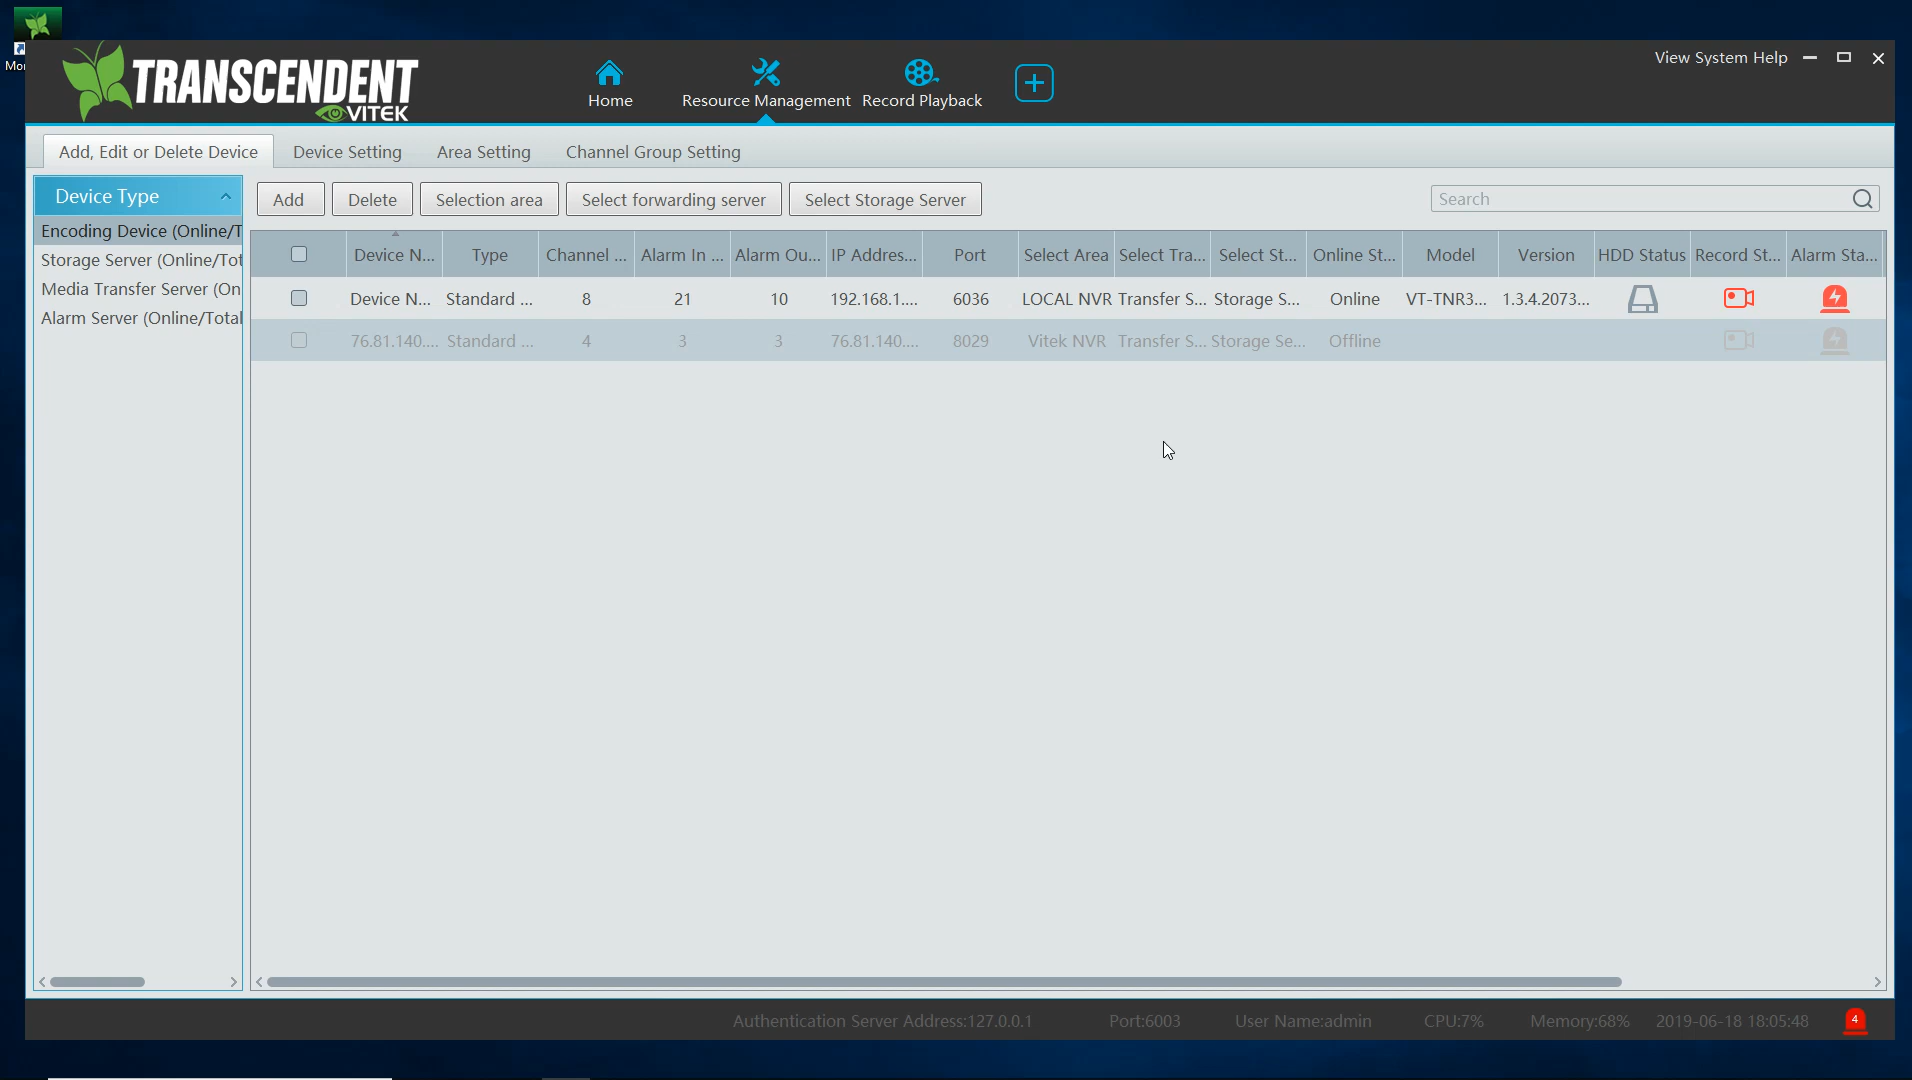 Mor
TRANSCENDENT
VITEK
Home
Resource Management
Record Playback
View System Help
Add, Edit or Delete Device
Device Setting
Area Setting
Channel Group Setting
Device Type
Encoding Device (Online/T
Storage Server (Online/Tot
Media Transfer Server (On
Alarm Server (Online/Total
Add
Delete
Selection area
Select forwarding server
Select Storage Server
Search
Device N... Type Channel ... Alarm In ... Alarm Ou... IP Addres... Port Select Area Select Tra... Select St... Online St... Model Version HDD Status Record St... Alarm Sta...
Device N... Standard ... 8 21 10 192.168.1.... 6036 LOCAL NVR Transfer S... Storage S... Online VT-TNR3... 1.3.4.2073...
76.81.140.... Standard ... 4 3 3 76.81.140.... 8029 Vitek NVR Transfer S... Storage Se... Offline
Authentication Server Address:127.0.0.1 Port:6003 User Name:admin CPU:7% Memory:68% 2019-06-18 18:05:48 4